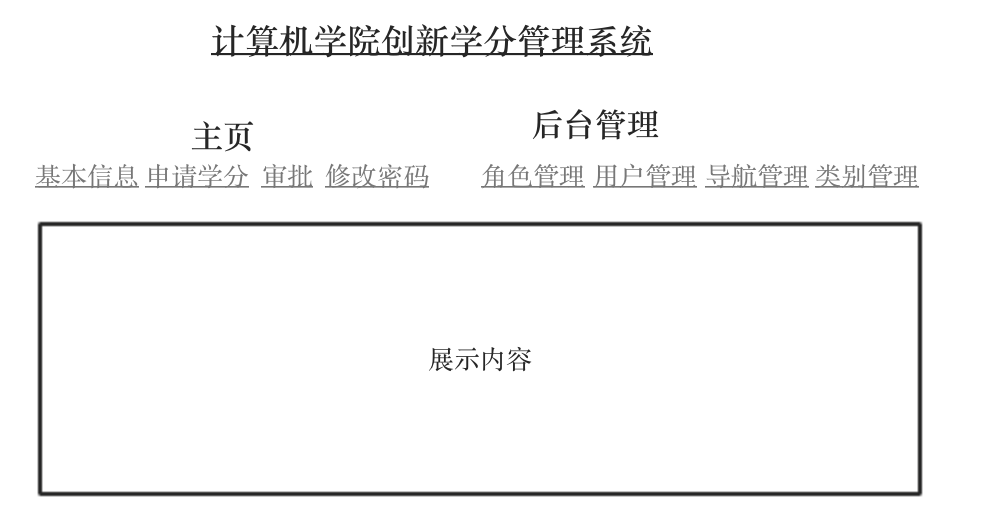 计算机学院创新学分管理系统
主页 后台管理
基本信息 申请学分 审批 修改密码 角色管理 用户管理 导航管理 类别管理
展示内容